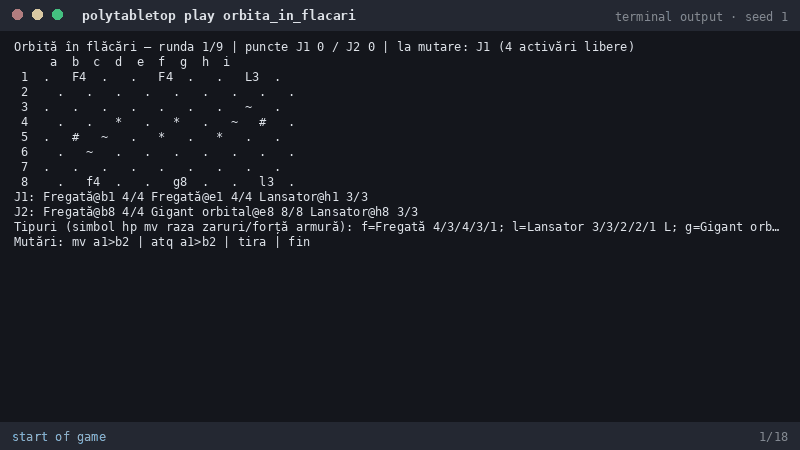 polytabletop play orbita_in_flacari
terminal output · seed 1
Orbită în flăcări — runda 1/9 | puncte J1 0 / J2 0 | la mutare: J1 (4 activări libere)
a b c d e f g h i
1 . F4 . . F4 . . L3 .
2 . . . . . . . . .
3 . . . . . . . ~ .
4 . . * . * . ~ # .
5 . # ~ . * . * . .
6 . ~ . . . . . . .
7 . . . . . . . . .
8 . f4 . . g8 . . l3 .
J1: Fregată@b1 4/4 Fregată@e1 4/4 Lansator@h1 3/3
J2: Fregată@b8 4/4 Gigant orbital@e8 8/8 Lansator@h8 3/3
Tipuri (simbol hp mv raza zaruri/forță armură): f=Fregată 4/3/4/3/1; l=Lansator 3/3/2/2/1 L; g=Gigant orb…
Mutări: mv a1>b2 | atq a1>b2 | tira | fin
start of game
1/18